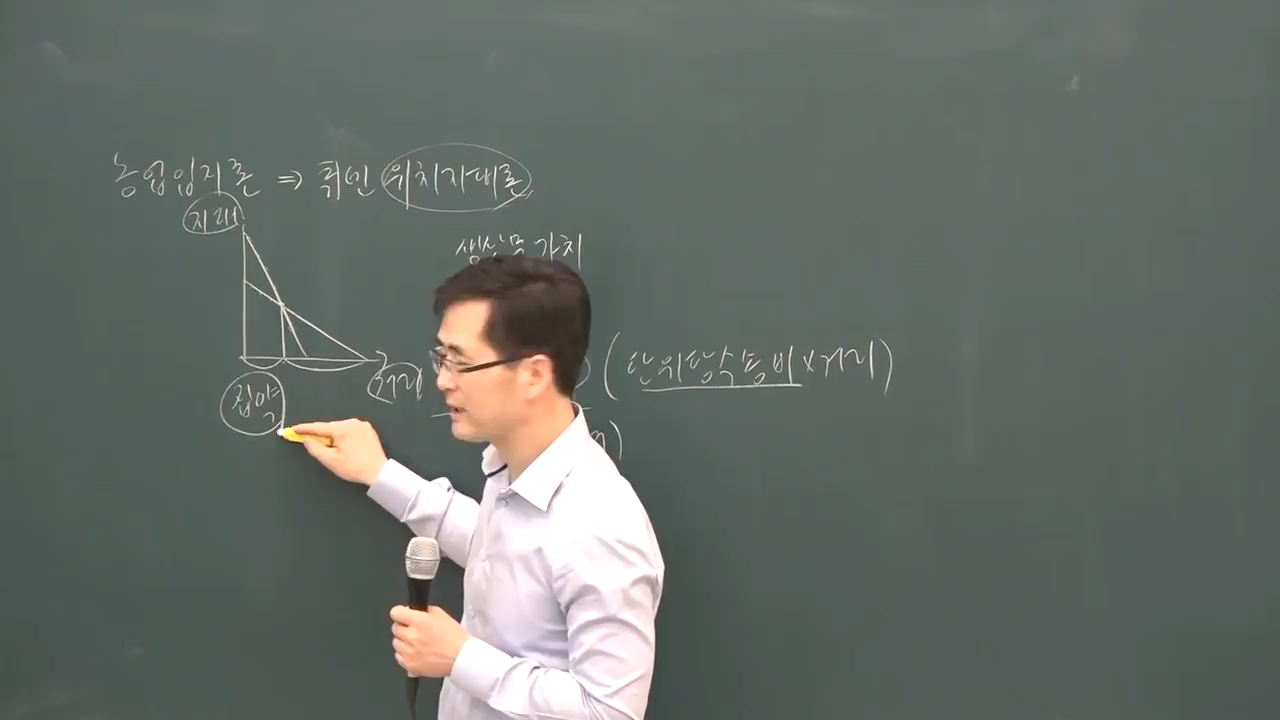 농업입지론 ⇒ 튀넨 위치지대론
지대
생산물 가치
(단위당수송비×거리)
거리
집약